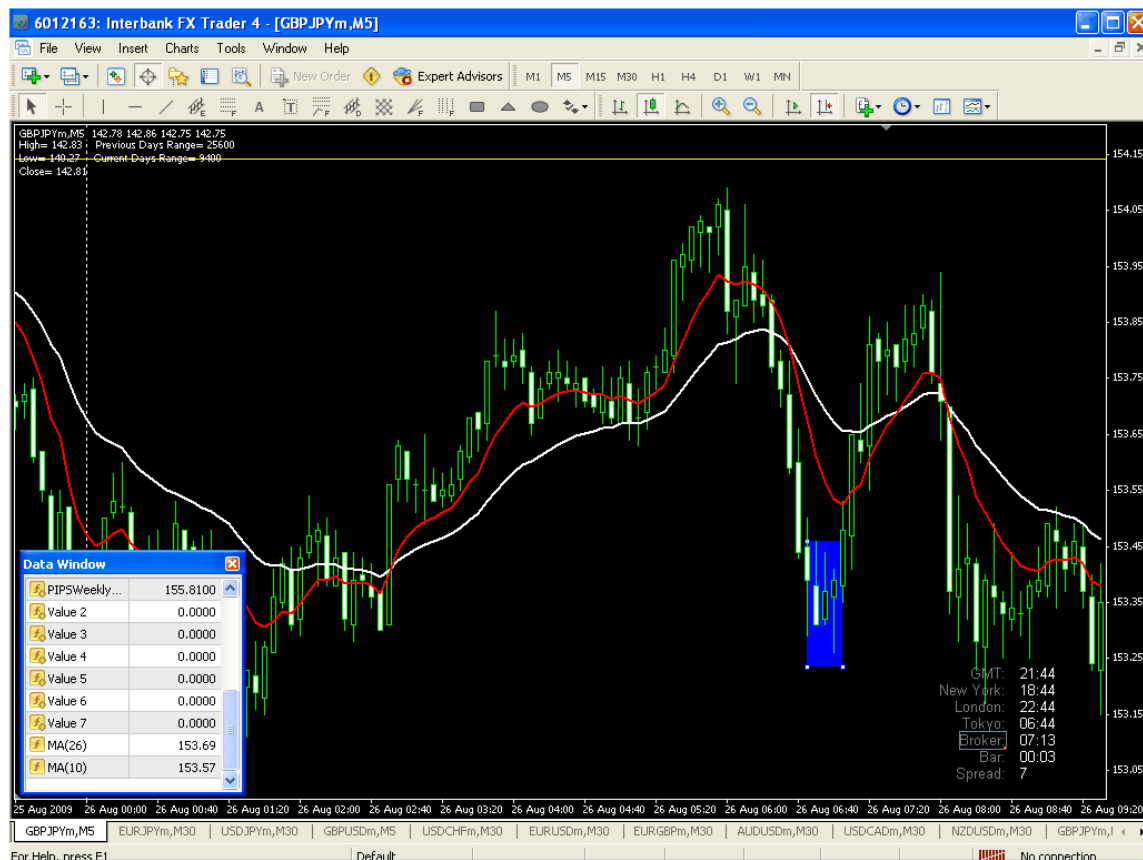 6012163: Interbank FX Trader 4 - [GBPJPYm,M5]
File View Insert Charts Tools Window Help
New Order Expert Advisors M1 M5 M15 M30 H1 H4 D1 W1 MN
GBPJPYm,M5 142.78 142.86 142.75 142.75
High= 142.83 Previous Days Range= 25600
Low= 140.27 Current Days Range= 9400
Close= 142.81
154.15
154.05
153.95
153.85
153.75
153.65
153.55
153.45
153.35
153.25
153.15
153.05
Data Window
PIPSWeekly... 155.8100
Value 2 0.0000
Value 3 0.0000
Value 4 0.0000
Value 5 0.0000
Value 6 0.0000
Value 7 0.0000
MA(26) 153.69
MA(10) 153.57
GMT: 21:44
New York: 18:44
London: 22:44
Tokyo: 06:44
Broker: 07:13
Bar: 00:03
Spread: 7
25 Aug 2009 26 Aug 00:00 26 Aug 00:40 26 Aug 01:20 26 Aug 02:00 26 Aug 02:40 26 Aug 03:20 26 Aug 04:00 26 Aug 04:40 26 Aug 05:20 26 Aug 06:00 26 Aug 06:40 26 Aug 07:20 26 Aug 08:00 26 Aug 08:40 26 Aug 09:20
GBPJPYm,M5 EURJPYm,M30 USDJPYm,M30 GBPUSDm,M5 USDCHFm,M30 EURUSDm,M30 EURGBPm,M30 AUDUSDm,M30 USDCADm,M30 NZDUSDm,M30 GBPJPYm,
For Help, press F1 Default No connection